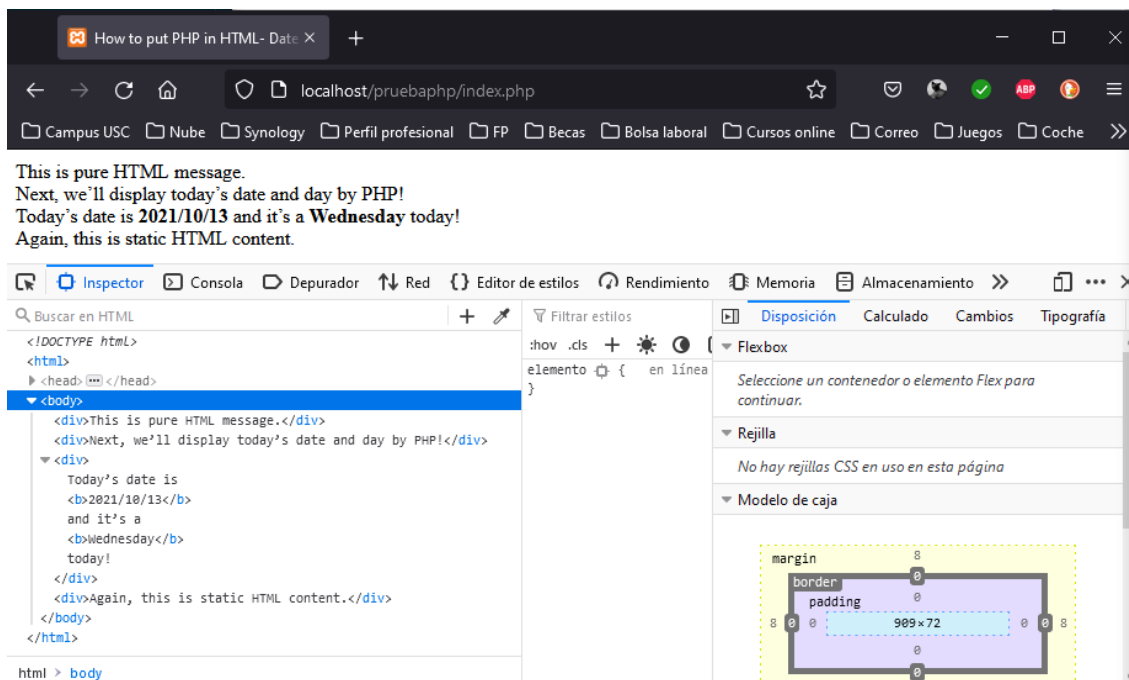 How to put PHP in HTML- Date
localhost/pruebaphp/index.php
ABP
Campus USC Nube Synology Perfil profesional FP Becas Bolsa laboral Cursos online Correo Juegos Coche
This is pure HTML message.
Next, we’ll display today’s date and day by PHP!
Today’s date is 2021/10/13 and it’s a Wednesday today!
Again, this is static HTML content.
Inspector Consola Depurador Red Editor de estilos Rendimiento Memoria Almacenamiento
Buscar en HTML
<!DOCTYPE html>
<html>
<head> ••• </head>
<body>
<div>This is pure HTML message.</div>
<div>Next, we’ll display today’s date and day by PHP!</div>
<div>
Today’s date is
<b>2021/10/13</b>
and it’s a
<b>Wednesday</b>
today!
</div>
<div>Again, this is static HTML content.</div>
</body>
</html>
html > body
Filtrar estilos
:hov .cls
elemento { en línea
}
Disposición Calculado Cambios Tipografía
Flexbox
Seleccione un contenedor o elemento Flex para
continuar.
Rejilla
No hay rejillas CSS en uso en esta página
Modelo de caja
margin 8
border 0
padding 0
8 0 0 909×72 0 0 8
0
0